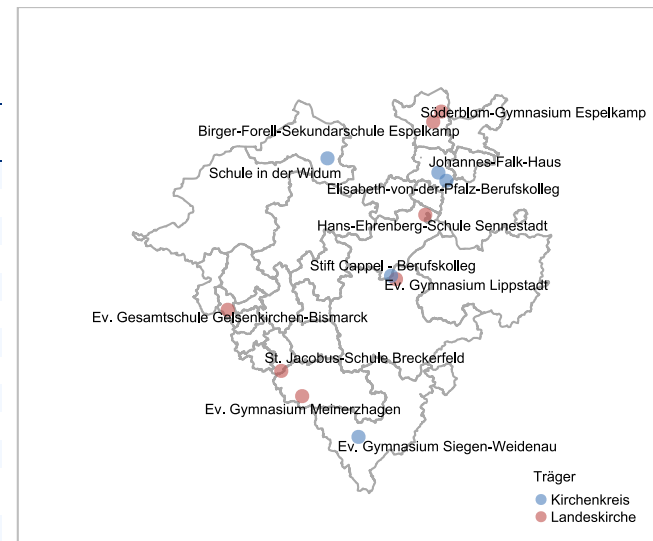 Söderblom-Gymnasium Espelkamp
Birger-Forell-Sekundarschule Espelkamp
Johannes-Falk-Haus
Schule in der Widum
Elisabeth-von-der-Pfalz-Berufskolleg
Hans-Ehrenberg-Schule Sennestadt
Stift Cappel - Berufskolleg
Ev. Gymnasium Lippstadt
Ev. Gesamtschule Gelsenkirchen-Bismarck
St. Jacobus-Schule Breckerfeld
Ev. Gymnasium Meinerzhagen
Ev. Gymnasium Siegen-Weidenau
Träger
Kirchenkreis
Landeskirche